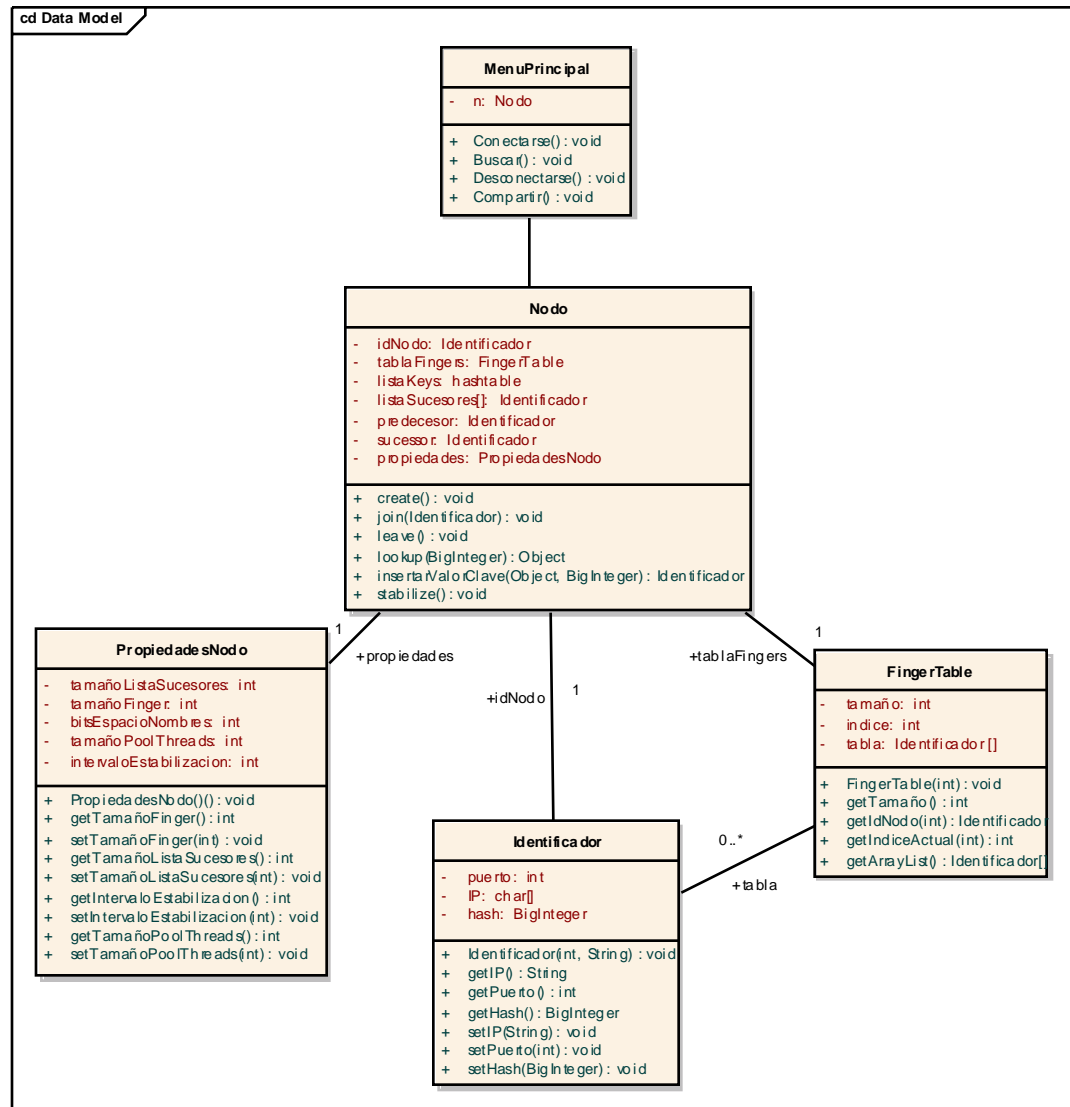 cd Data Model
MenuPrincipal
- n: Nodo
+ Conectarse() : void
+ Buscar() : void
+ Desconectarse() : void
+ Compartir() : void
Nodo
- idNodo: Identificador
- tablaFingers: FingerTable
- listaKeys: hashtable
- listaSucesores[]: Identificador
- predecesor: Identificador
- sucessor: Identificador
- propiedades: PropiedadesNodo
+ create() : void
+ join(Identificador) : void
+ leave() : void
+ lookup(BigInteger) : Object
+ insertarValorClave(Object, BigInteger) : Identificador
+ stabilize() : void
1
+propiedades
+idNodo
1
+tablaFingers
1
PropiedadesNodo
- tamañoListaSucesores: int
- tamañoFinger: int
- bitsEspacioNombres: int
- tamañoPoolThreads: int
- intervaloEstabilizacion: int
+ PropiedadesNodo()() : void
+ getTamañoFinger() : int
+ setTamañoFinger(int) : void
+ getTamañoListaSucesores() : int
+ setTamañoListaSucesores(int) : void
+ getIntervaloEstabilizacion() : int
+ setIntervaloEstabilizacion(int) : void
+ getTamañoPoolThreads() : int
+ setTamañoPoolThreads(int) : void
FingerTable
- tamaño: int
- indice: int
- tabla: Identificador[]
+ FingerTable(int) : void
+ getTamaño() : int
+ getIdNodo(int) : Identificador
+ getIndiceActual(int) : int
+ getArrayList() : Identificador[]
0..*
+tabla
Identificador
- puerto: int
- IP: char[]
- hash: BigInteger
+ Identificador(int, String) : void
+ getIP() : String
+ getPuerto() : int
+ getHash() : BigInteger
+ setIP(String) : void
+ setPuerto(int) : void
+ setHash(BigInteger) : void